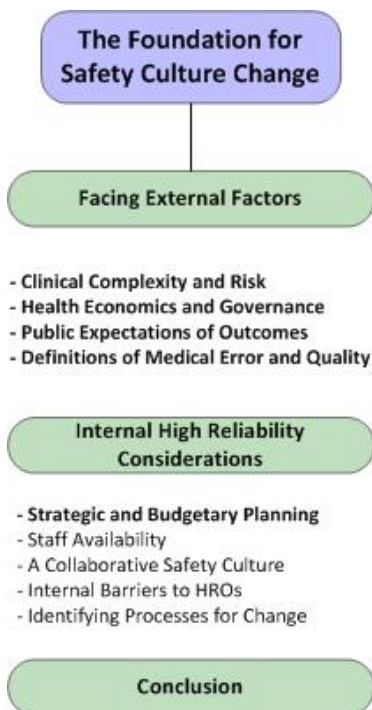 The Foundation for
Safety Culture Change
Facing External Factors
- Clinical Complexity and Risk
- Health Economics and Governance
- Public Expectations of Outcomes
- Definitions of Medical Error and Quality
Internal High Reliability
Considerations
- Strategic and Budgetary Planning
- Staff Availability
- A Collaborative Safety Culture
- Internal Barriers to HROs
- Identifying Processes for Change
Conclusion